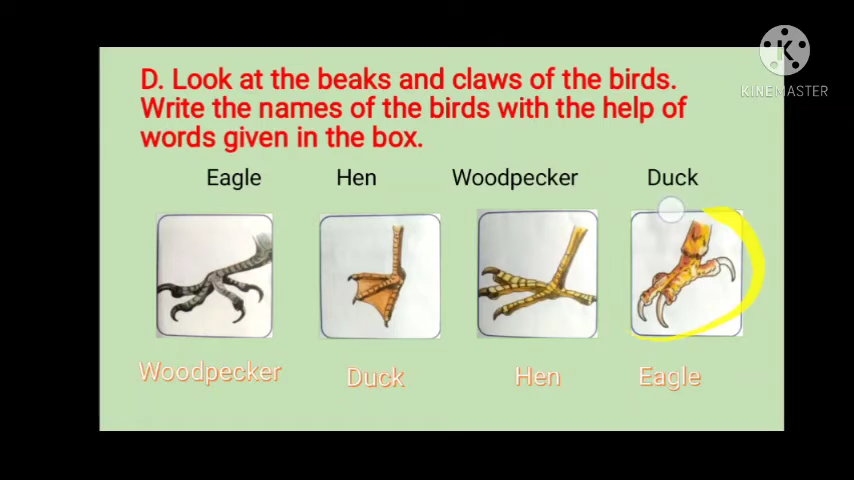 K
KINEMASTER
D. Look at the beaks and claws of the birds.
Write the names of the birds with the help of
words given in the box.
Eagle Hen Woodpecker Duck
Woodpecker Duck Hen Eagle